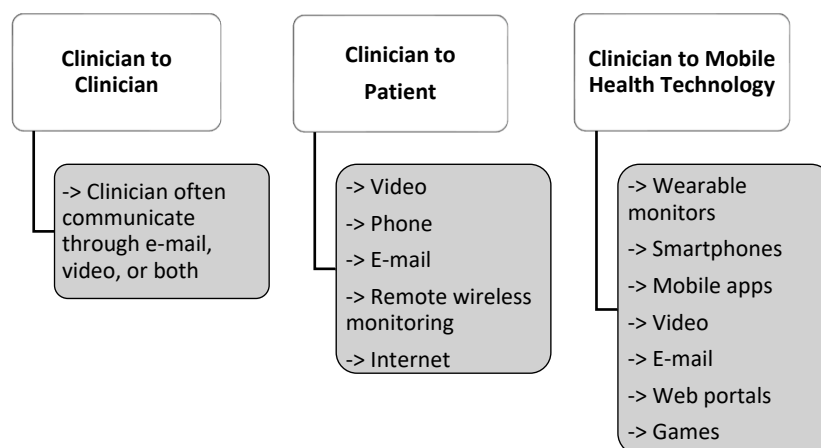 Clinician to
Clinician
-> Clinician often
communicate
through e-mail,
video, or both
Clinician to
Patient
-> Video
-> Phone
-> E-mail
-> Remote wireless
monitoring
-> Internet
Clinician to Mobile
Health Technology
-> Wearable
monitors
-> Smartphones
-> Mobile apps
-> Video
-> E-mail
-> Web portals
-> Games